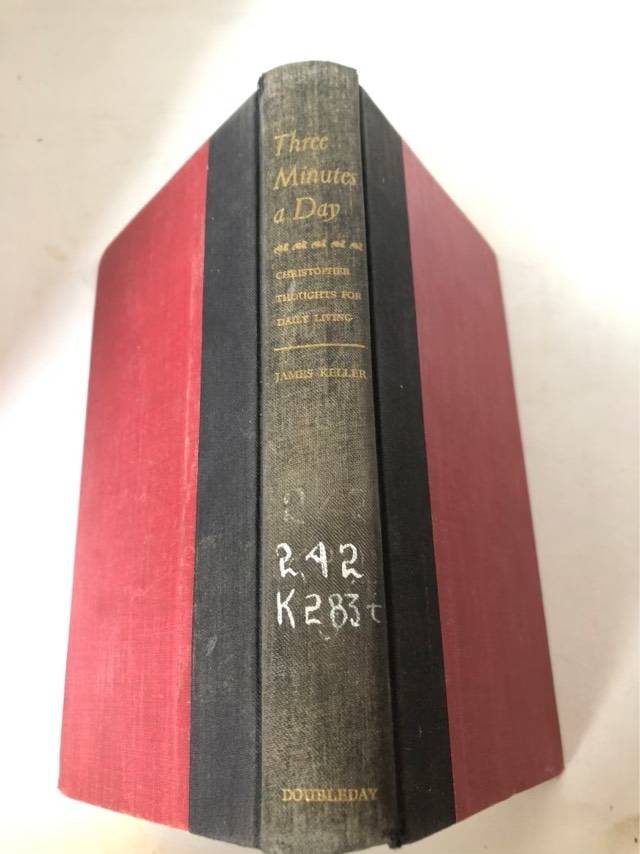 Three
Minutes
a Day
CHRISTOPHER
THOUGHTS FOR
DAILY LIVING
JAMES KELLER
242
K283t
DOUBLEDAY